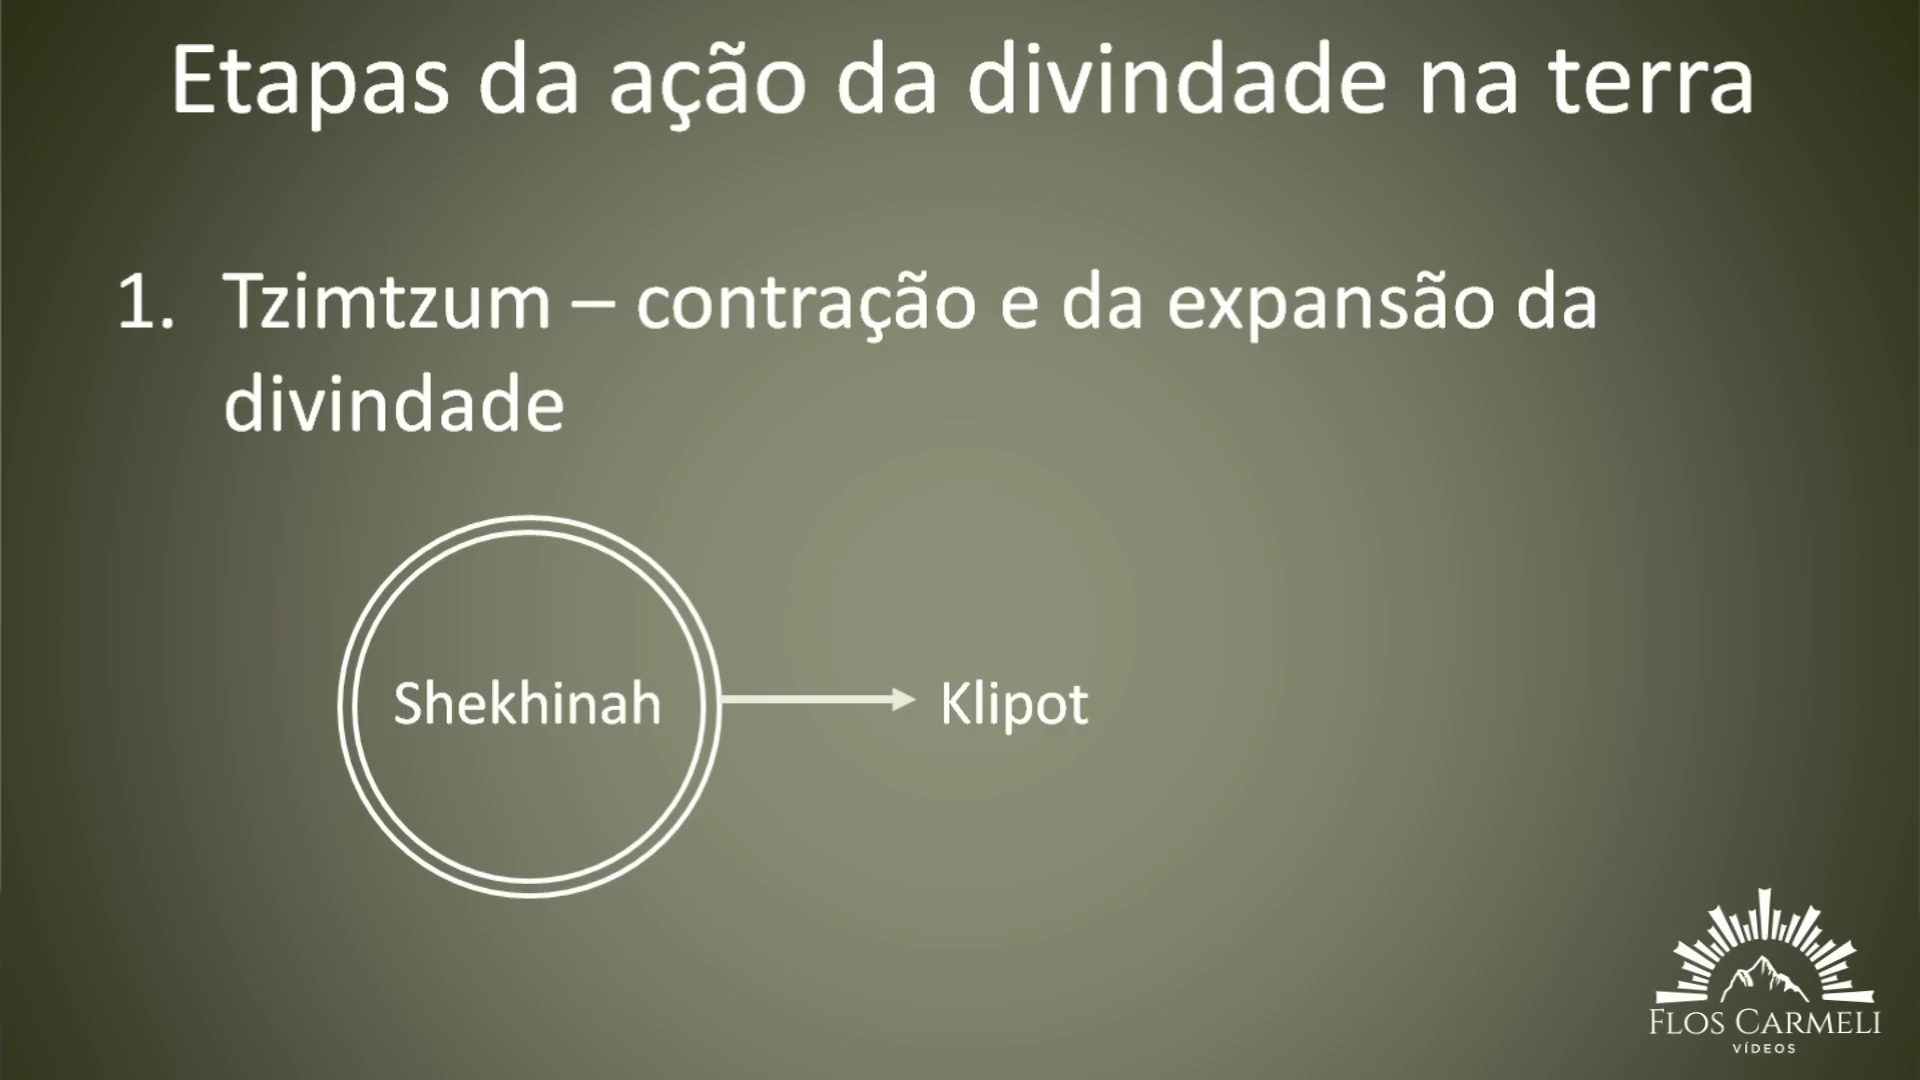 Etapas da ação da divindade na terra
1. Tzimtzum – contração e da expansão da
divindade
Shekhinah
Klipot
FLOS CARMELI
VÍDEOS